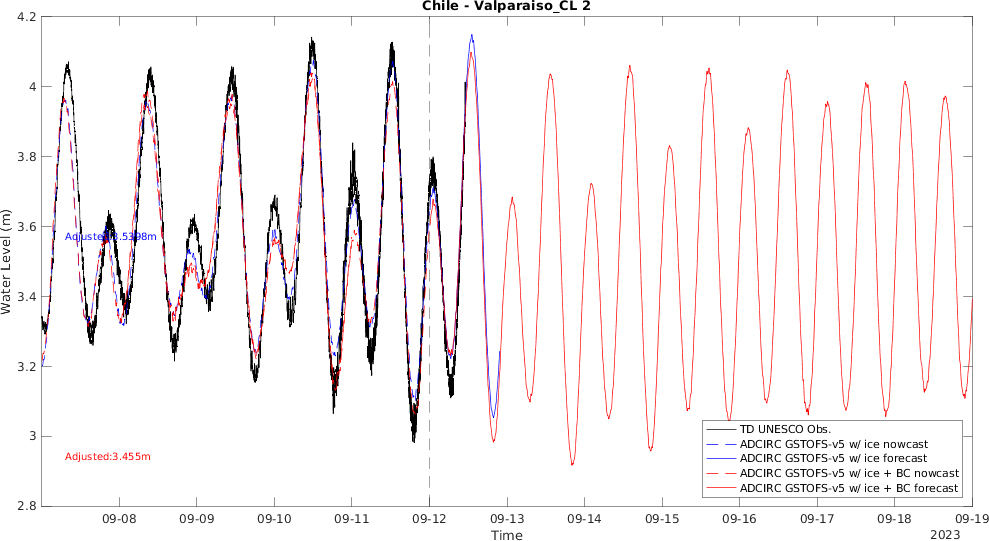 Chile - Valparaiso_CL 2
Water Level (m)
4.2
4
3.8
3.6
3.4
3.2
3
2.8
Adjusted:3.5398m
Adjusted:3.455m
TD UNESCO Obs.
ADCIRC GSTOFS-v5 w/ ice nowcast
ADCIRC GSTOFS-v5 w/ ice forecast
ADCIRC GSTOFS-v5 w/ ice + BC nowcast
ADCIRC GSTOFS-v5 w/ ice + BC forecast
09-08 09-09 09-10 09-11 09-12 09-13 09-14 09-15 09-16 09-17 09-18 09-19
Time
2023